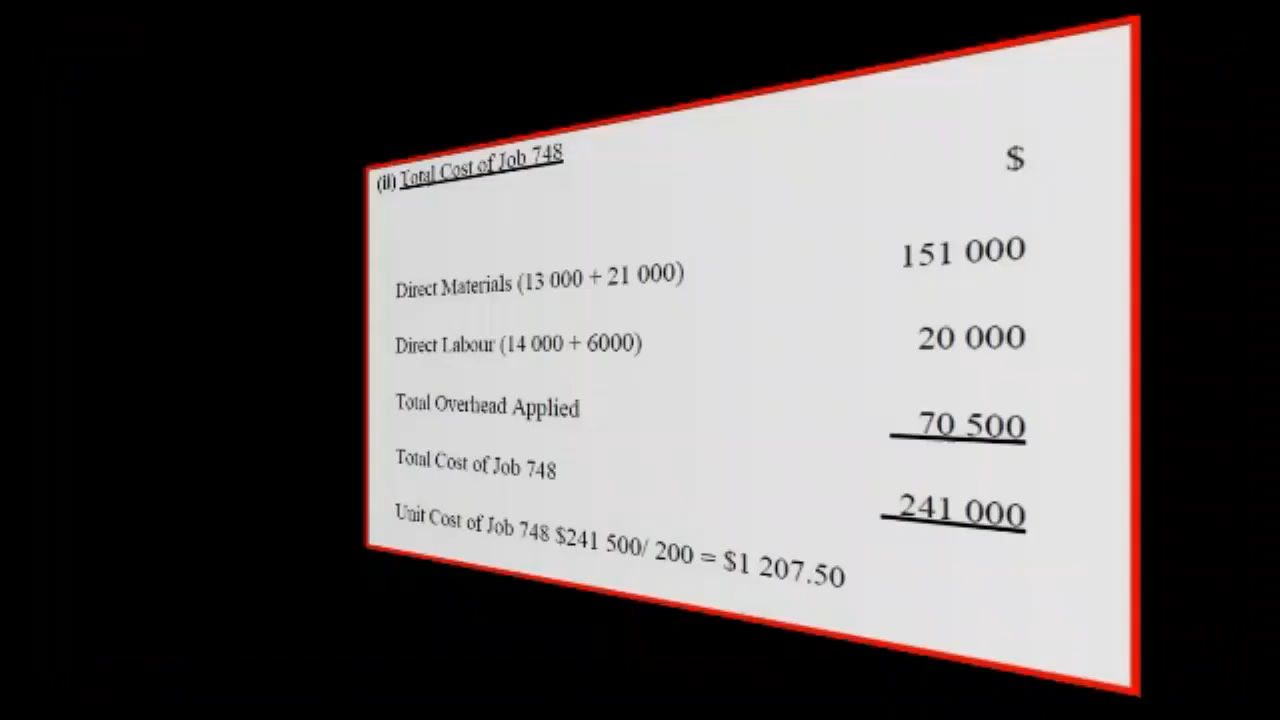 (ii) Total Cost of Job 748
$
Direct Materials (13 000 + 21 000) 151 000
Direct Labour (14 000 + 6000) 20 000
Total Overhead Applied 70 500
Total Cost of Job 748 241 000
Unit Cost of Job 748 $241 500/ 200 = $1 207.50